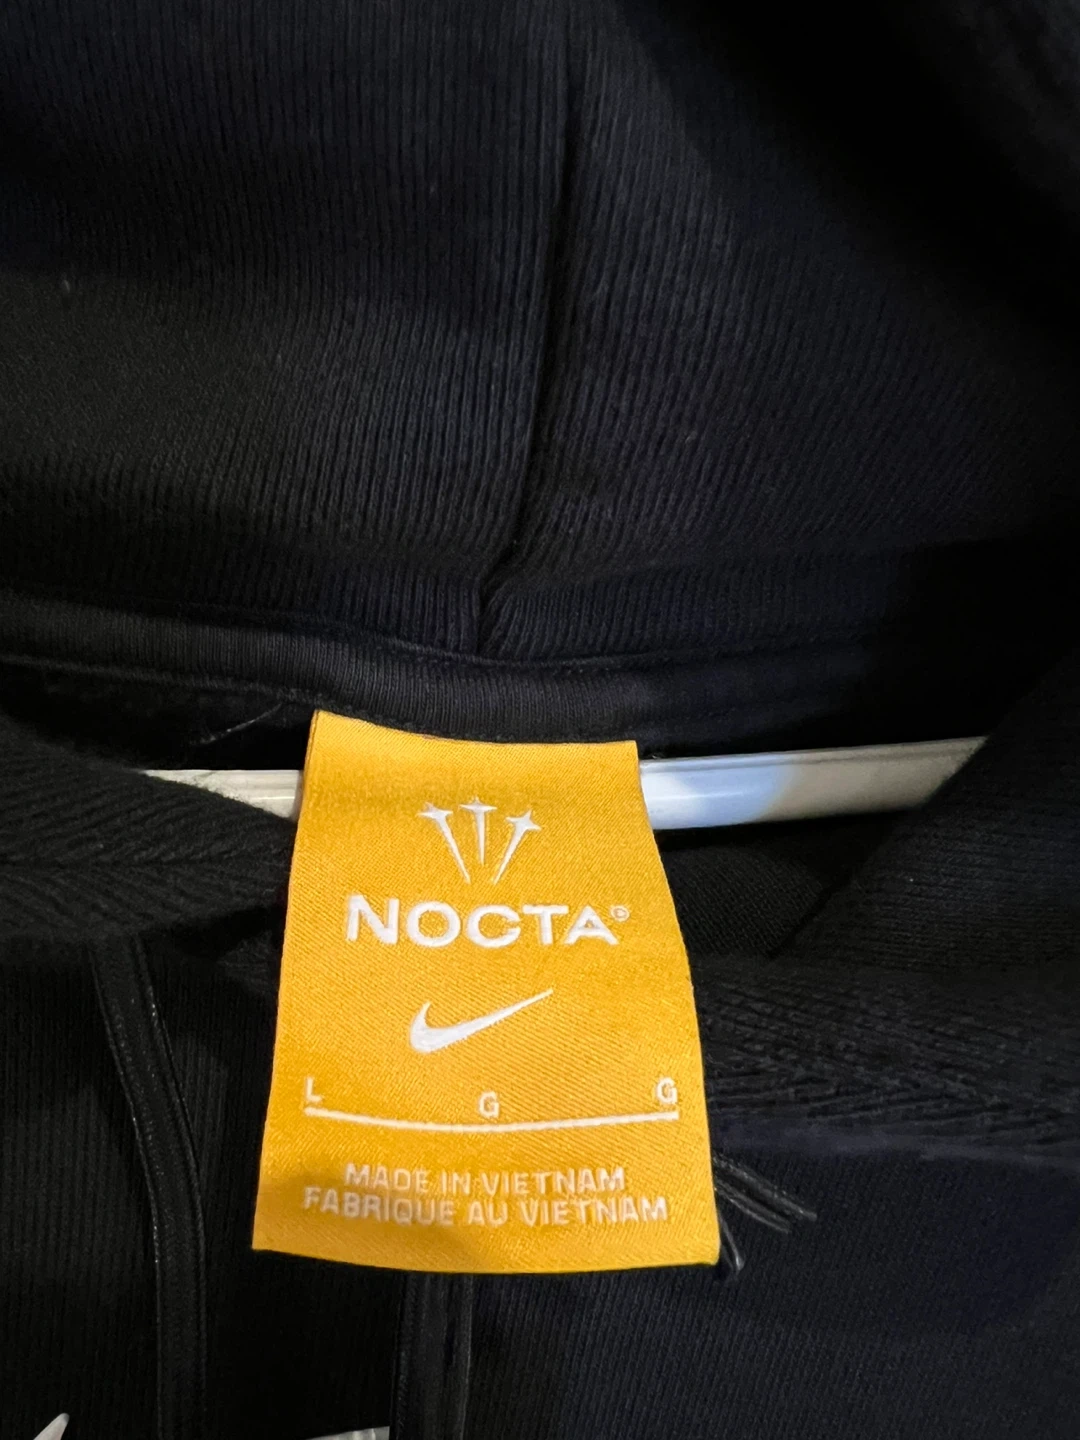 NOCTA®
L G G
MADE IN VIETNAM
FABRIQUE AU VIETNAM